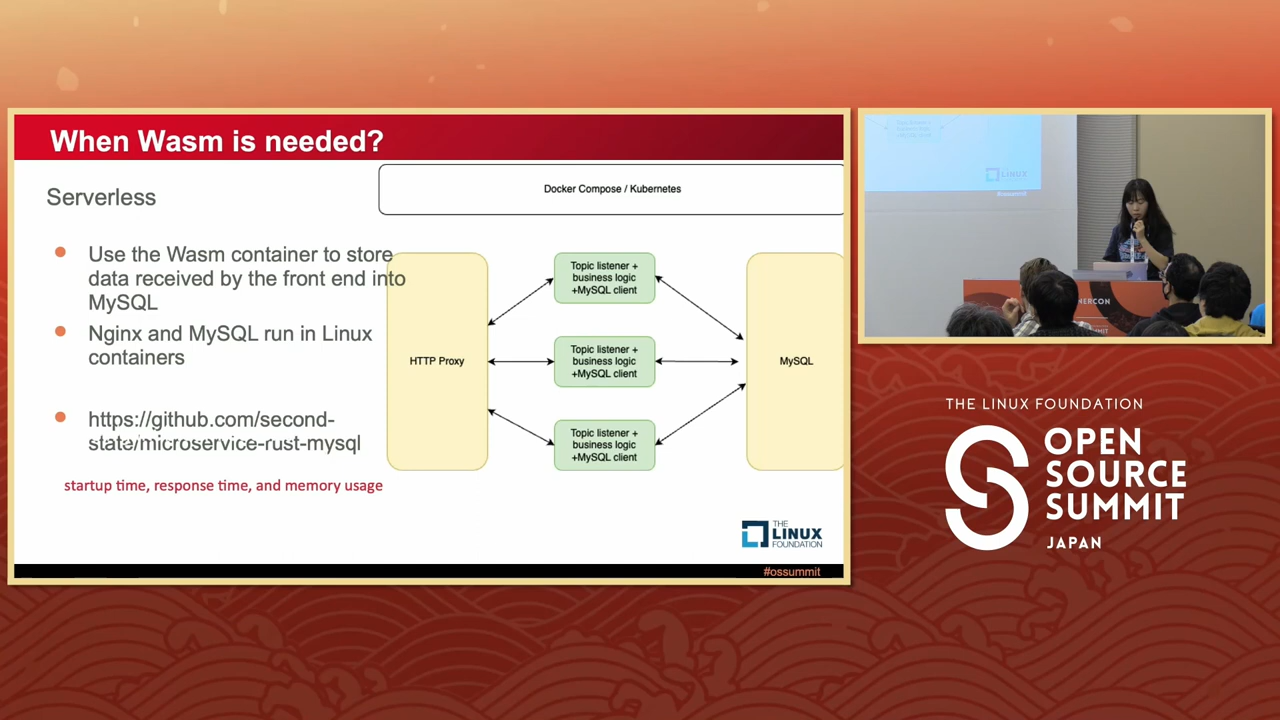 When Wasm is needed?
Serverless
Docker Compose / Kubernetes
Use the Wasm container to store
data received by the front end into
MySQL
Nginx and MySQL run in Linux
containers
https://github.com/second-
state/microservice-rust-mysql
startup time, response time, and memory usage
HTTP Proxy
Topic listener +
business logic
+MySQL client
Topic listener +
business logic
+MySQL client
Topic listener +
business logic
+MySQL client
MySQL
THE
LINUX
FOUNDATION
#ossummit
LINUX
THE LINUX FOUNDATION
OPEN
SOURCE
SUMMIT
JAPAN